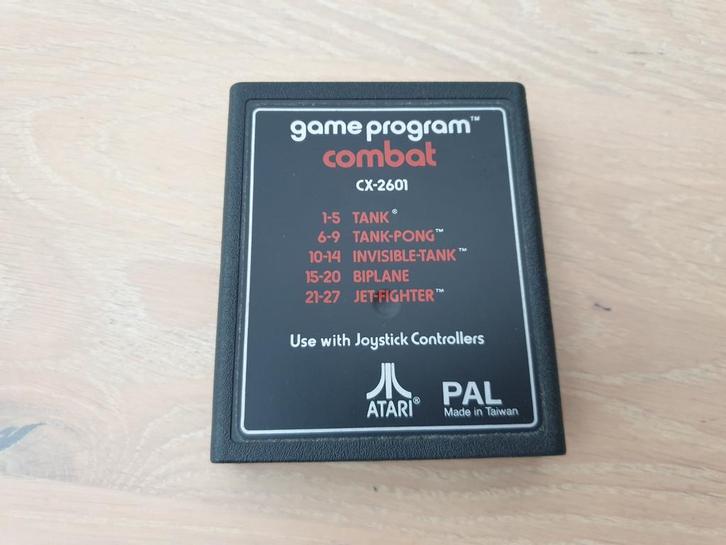 game program™
combat
CX-2601
1-5 TANK®
6-9 TANK-PONG™
10-14 INVISIBLE-TANK™
15-20 BIPLANE
21-27 JET-FIGHTER™
Use with Joystick Controllers
ATARI® PAL
Made in Taiwan